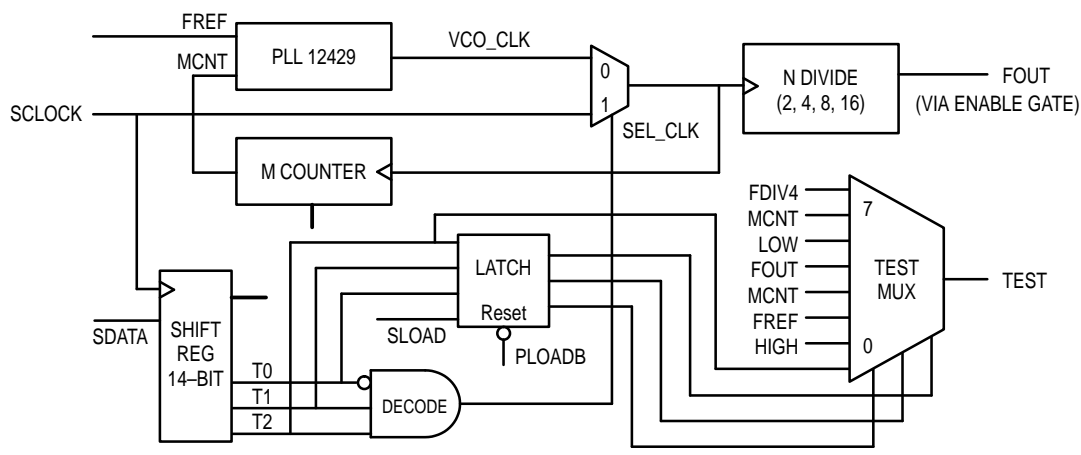 FREF
MCNT
PLL 12429
VCO_CLK
0
1
N DIVIDE
(2, 4, 8, 16)
FOUT
(VIA ENABLE GATE)
SCLOCK
SEL_CLK
M COUNTER
FDIV4
MCNT
LOW
FOUT
MCNT
FREF
HIGH
7
TEST
MUX
0
TEST
LATCH
Reset
SLOAD
PLOADB
SDATA
SHIFT
REG
14–BIT
T0
T1
T2
DECODE